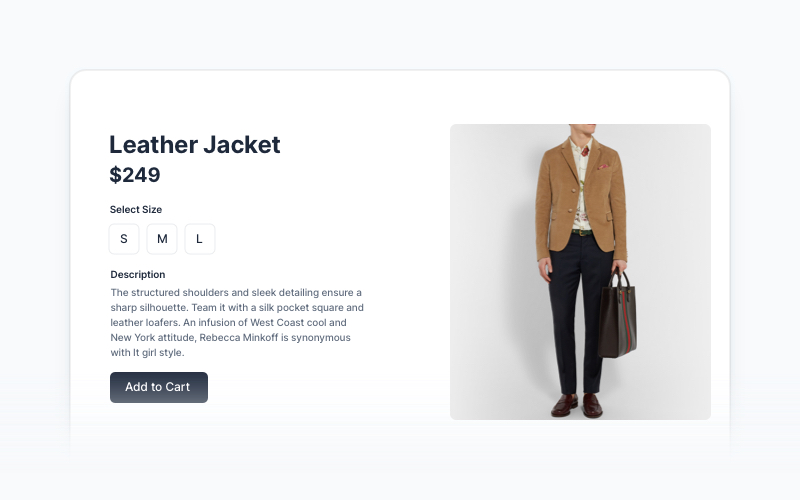 Leather Jacket
$249
Select Size
S M L
Description
The structured shoulders and sleek detailing ensure a
sharp silhouette. Team it with a silk pocket square and
leather loafers. An infusion of West Coast cool and
New York attitude, Rebecca Minkoff is synonymous
with It girl style.
Add to Cart